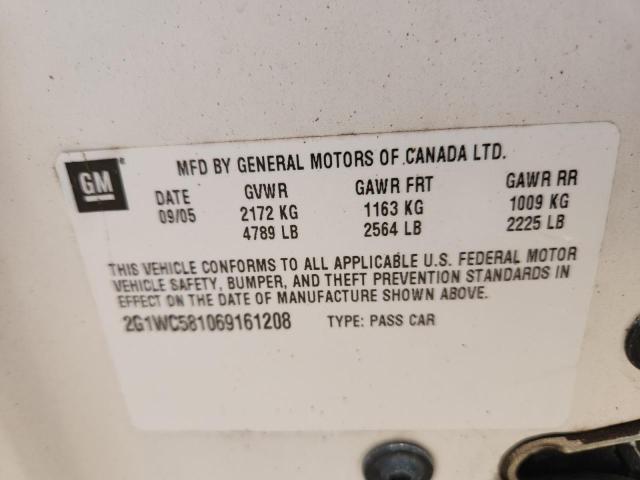 GM
MFD BY GENERAL MOTORS OF CANADA LTD.
DATE GVWR GAWR FRT GAWR RR
09/05 2172 KG 1163 KG 1009 KG
4789 LB 2564 LB 2225 LB
THIS VEHICLE CONFORMS TO ALL APPLICABLE U.S. FEDERAL MOTOR
VEHICLE SAFETY, BUMPER, AND THEFT PREVENTION STANDARDS IN
EFFECT ON THE DATE OF MANUFACTURE SHOWN ABOVE.
2G1WC581069161208 TYPE: PASS CAR